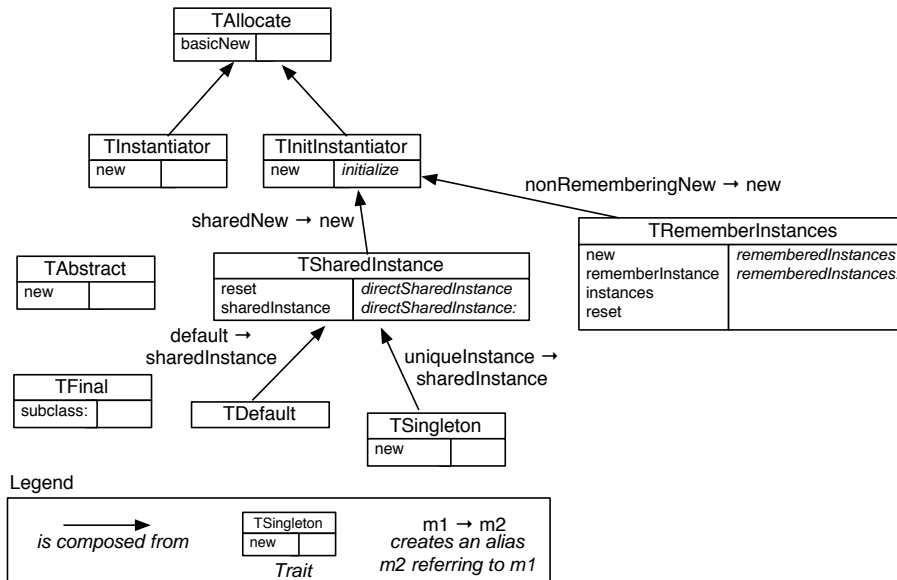 TAllocate
basicNew
TInstantiator
new
TInitInstantiator
new
initialize
nonRememberingNew → new
sharedNew → new
TRememberInstances
new
rememberInstance
instances
reset
rememberedInstances
rememberedInstances:
TAbstract
new
TSharedInstance
reset
sharedInstance
directSharedInstance
directSharedInstance:
default →
sharedInstance
uniqueInstance →
sharedInstance
TFinal
subclass:
TDefault
TSingleton
new
Legend
is composed from
TSingleton
new
Trait
m1 → m2
creates an alias
m2 referring to m1